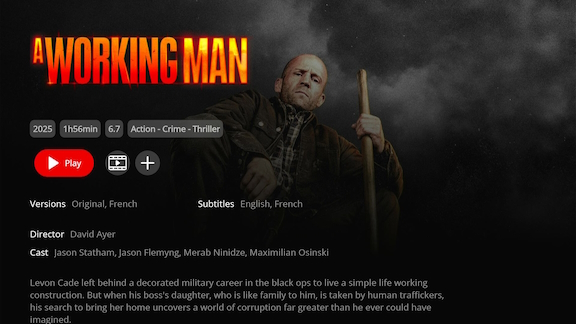 A WORKING MAN
2025 1h56min 6.7 Action - Crime - Thriller
Play
Versions Original, French Subtitles English, French
Director David Ayer
Cast Jason Statham, Jason Flemyng, Merab Ninidze, Maximilian Osinski
Levon Cade left behind a decorated military career in the black ops to live a simple life working
construction. But when his boss's daughter, who is like family to him, is taken by human traffickers,
his search to bring her home uncovers a world of corruption far greater than he ever could have
imagined.